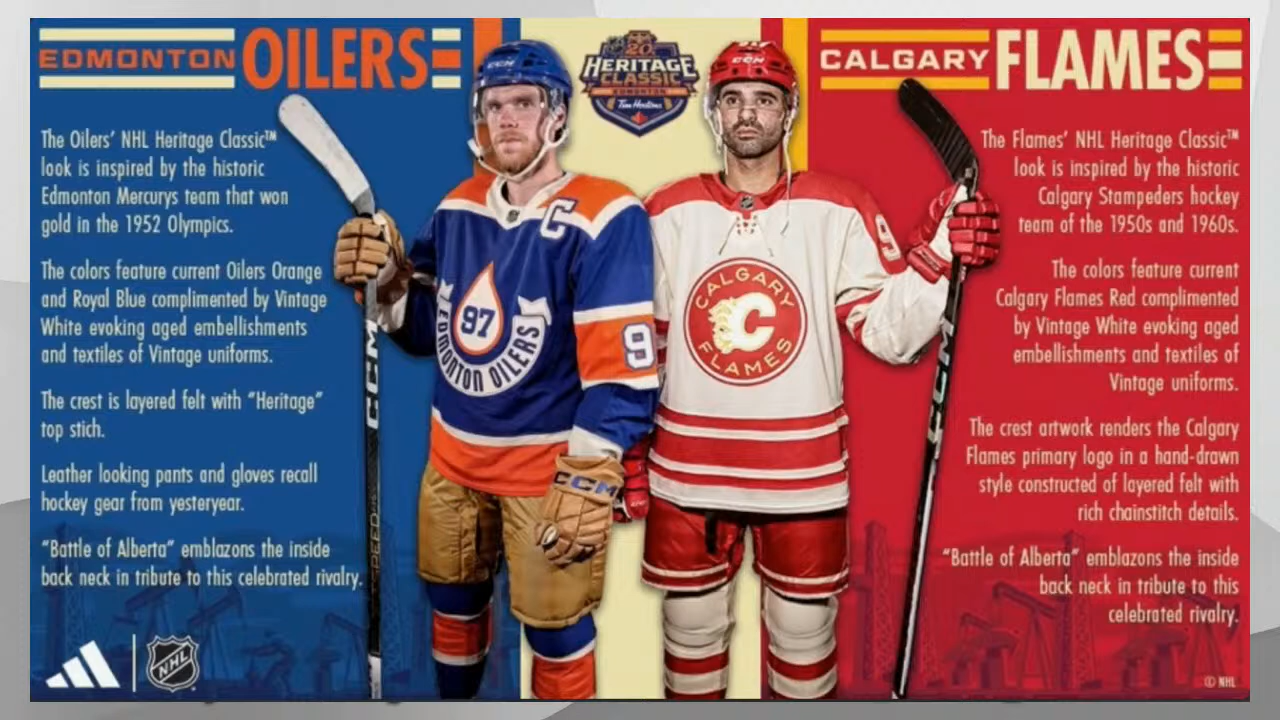 EDMONTON OILERS
The Oilers' NHL Heritage Classic™
look is inspired by the historic
Edmonton Mercurys team that won
gold in the 1952 Olympics.
The colors feature current Oilers Orange
and Royal Blue complimented by Vintage
White evoking aged embellishments
and textiles of Vintage uniforms.
The crest is layered felt with "Heritage"
top stich.
Leather looking pants and gloves recall
hockey gear from yesteryear.
"Battle of Alberta" emblazons the inside
back neck in tribute to this celebrated rivalry.
NHL
20
HERITAGE
CLASSIC
EDMONTON
Tim Hortons
CCM
C
97
EDMONTON OILERS
9
CCM
CCM
SPEED
CCM
CALGARY
C
FLAMES
9
CCM
CALGARY FLAMES
The Flames' NHL Heritage Classic™
look is inspired by the historic
Calgary Stampeders hockey
team of the 1950s and 1960s.
The colors feature current
Calgary Flames Red complimented
by Vintage White evoking aged
embellishments and textiles of
Vintage uniforms.
The crest artwork renders the Calgary
Flames primary logo in a hand-drawn
style constructed of layered felt with
rich chainstitch details.
"Battle of Alberta" emblazons the inside
back neck in tribute to this
celebrated rivalry.
© NHL